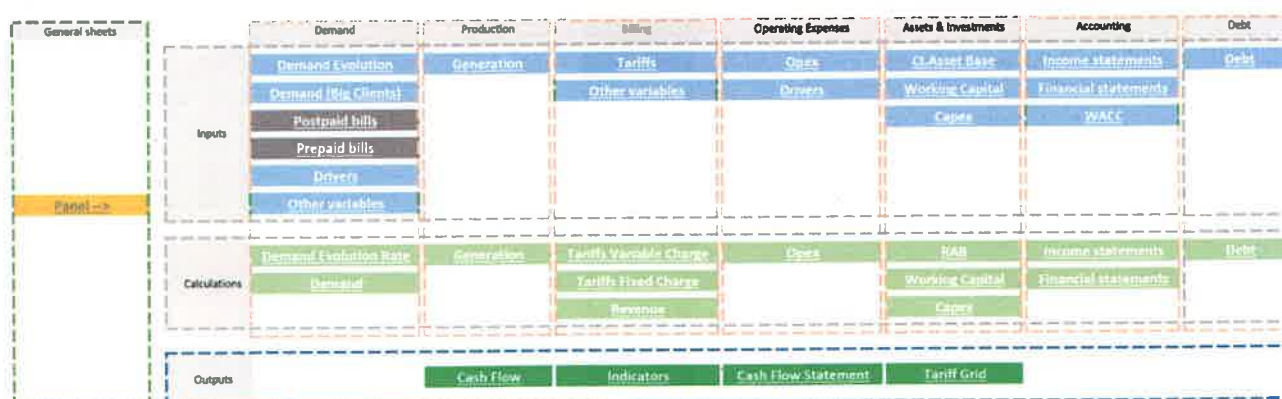 General sheets Demand Production Billing Operating Expenses Assets & Investments Accounting Debt
Demand Evolution Generation Tariffs Opex CI-Asset Base Income statements Debt
Demand (Big Clients) Other variables Drivers Working Capital Financial statements
Postpaid bills Capex WACC
Inputs
Prepaid bills
Drivers
Panel --> Other variables
Demand Evolution Rate Generation Tariffs Variable Charge Opex RAB Income statements Debt
Calculations Demand Tariffs Fixed Charge Working Capital Financial statements
Revenue Capex
Outputs Cash Flow Indicators Cash Flow Statement Tariff Grid